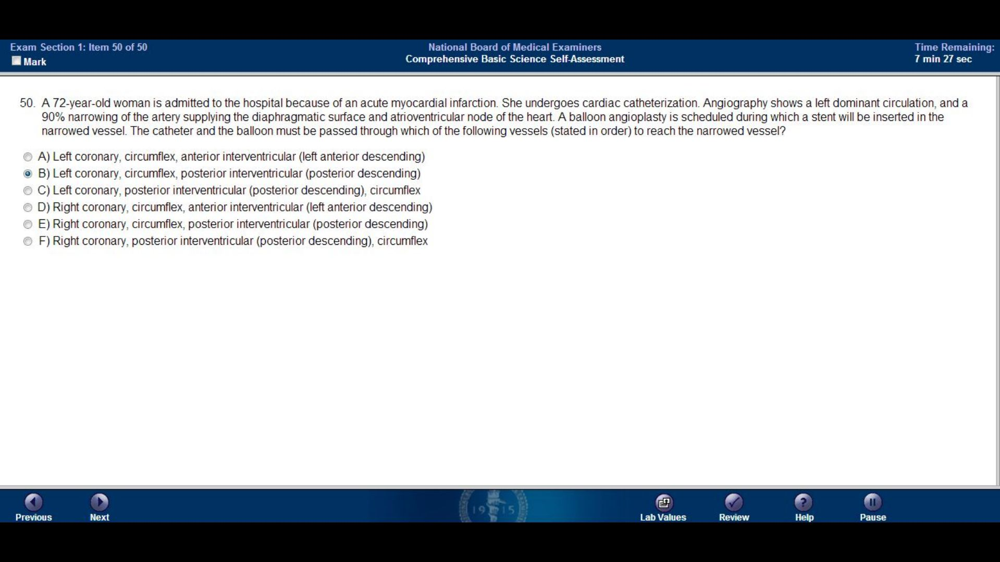 Exam Section 1: Item 50 of 50
National Board of Medical Examiners
Time Remaining:
Mark
Comprehensive Basic Science Self-Assessment
7 min 27 sec
50. A 72-year-old woman is admitted to the hospital because of an acute myocardial infarction. She undergoes cardiac catheterization. Angiography shows a left dominant circulation, and a
90% narrowing of the artery supplying the diaphragmatic surface and atrioventricular node of the heart. A balloon angioplasty is scheduled during which a stent will be inserted in the
narrowed vessel. The catheter and the balloon must be passed through which of the following vessels (stated in order) to reach the narrowed vessel?
A) Left coronary, circumflex, anterior interventricular (left anterior descending)
B) Left coronary, circumflex, posterior interventricular (posterior descending)
C) Left coronary, posterior interventricular (posterior descending), circumflex
D) Right coronary, circumflex, anterior interventricular (left anterior descending)
E) Right coronary, circumflex, posterior interventricular (posterior descending)
F) Right coronary, posterior interventricular (posterior descending), circumflex
1915
Previous
Next
Lab Values
Review
Help
Pause